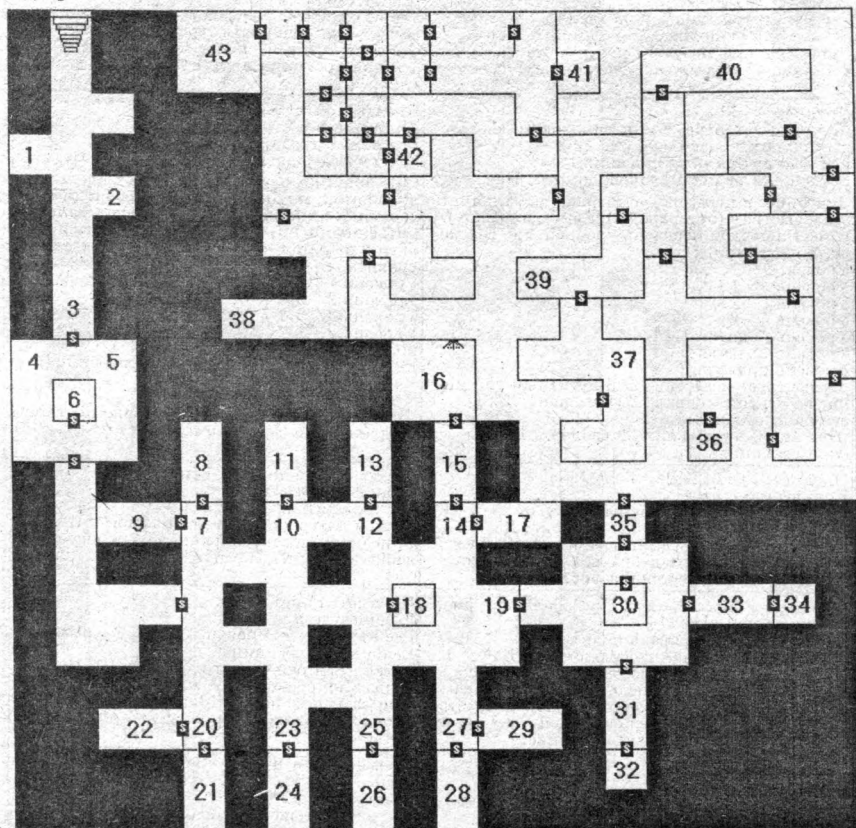 S S S S S
43 S
S S S S 41 40
S S
S
S S S S S
1 S 42
S
2 S S S
S S S
S S S
39
3 S S
38
S
4 5 37
16 S
6 S
S S S
36 S
S 8 11 13 15
S S S S S
9 S 7 10 12 14 S 17 35
S
S
S S 18 19 S 30 S 33 S 34
S
31
22 S 20 23 25 27 S 29
S S S S S
32
21 24 26 28